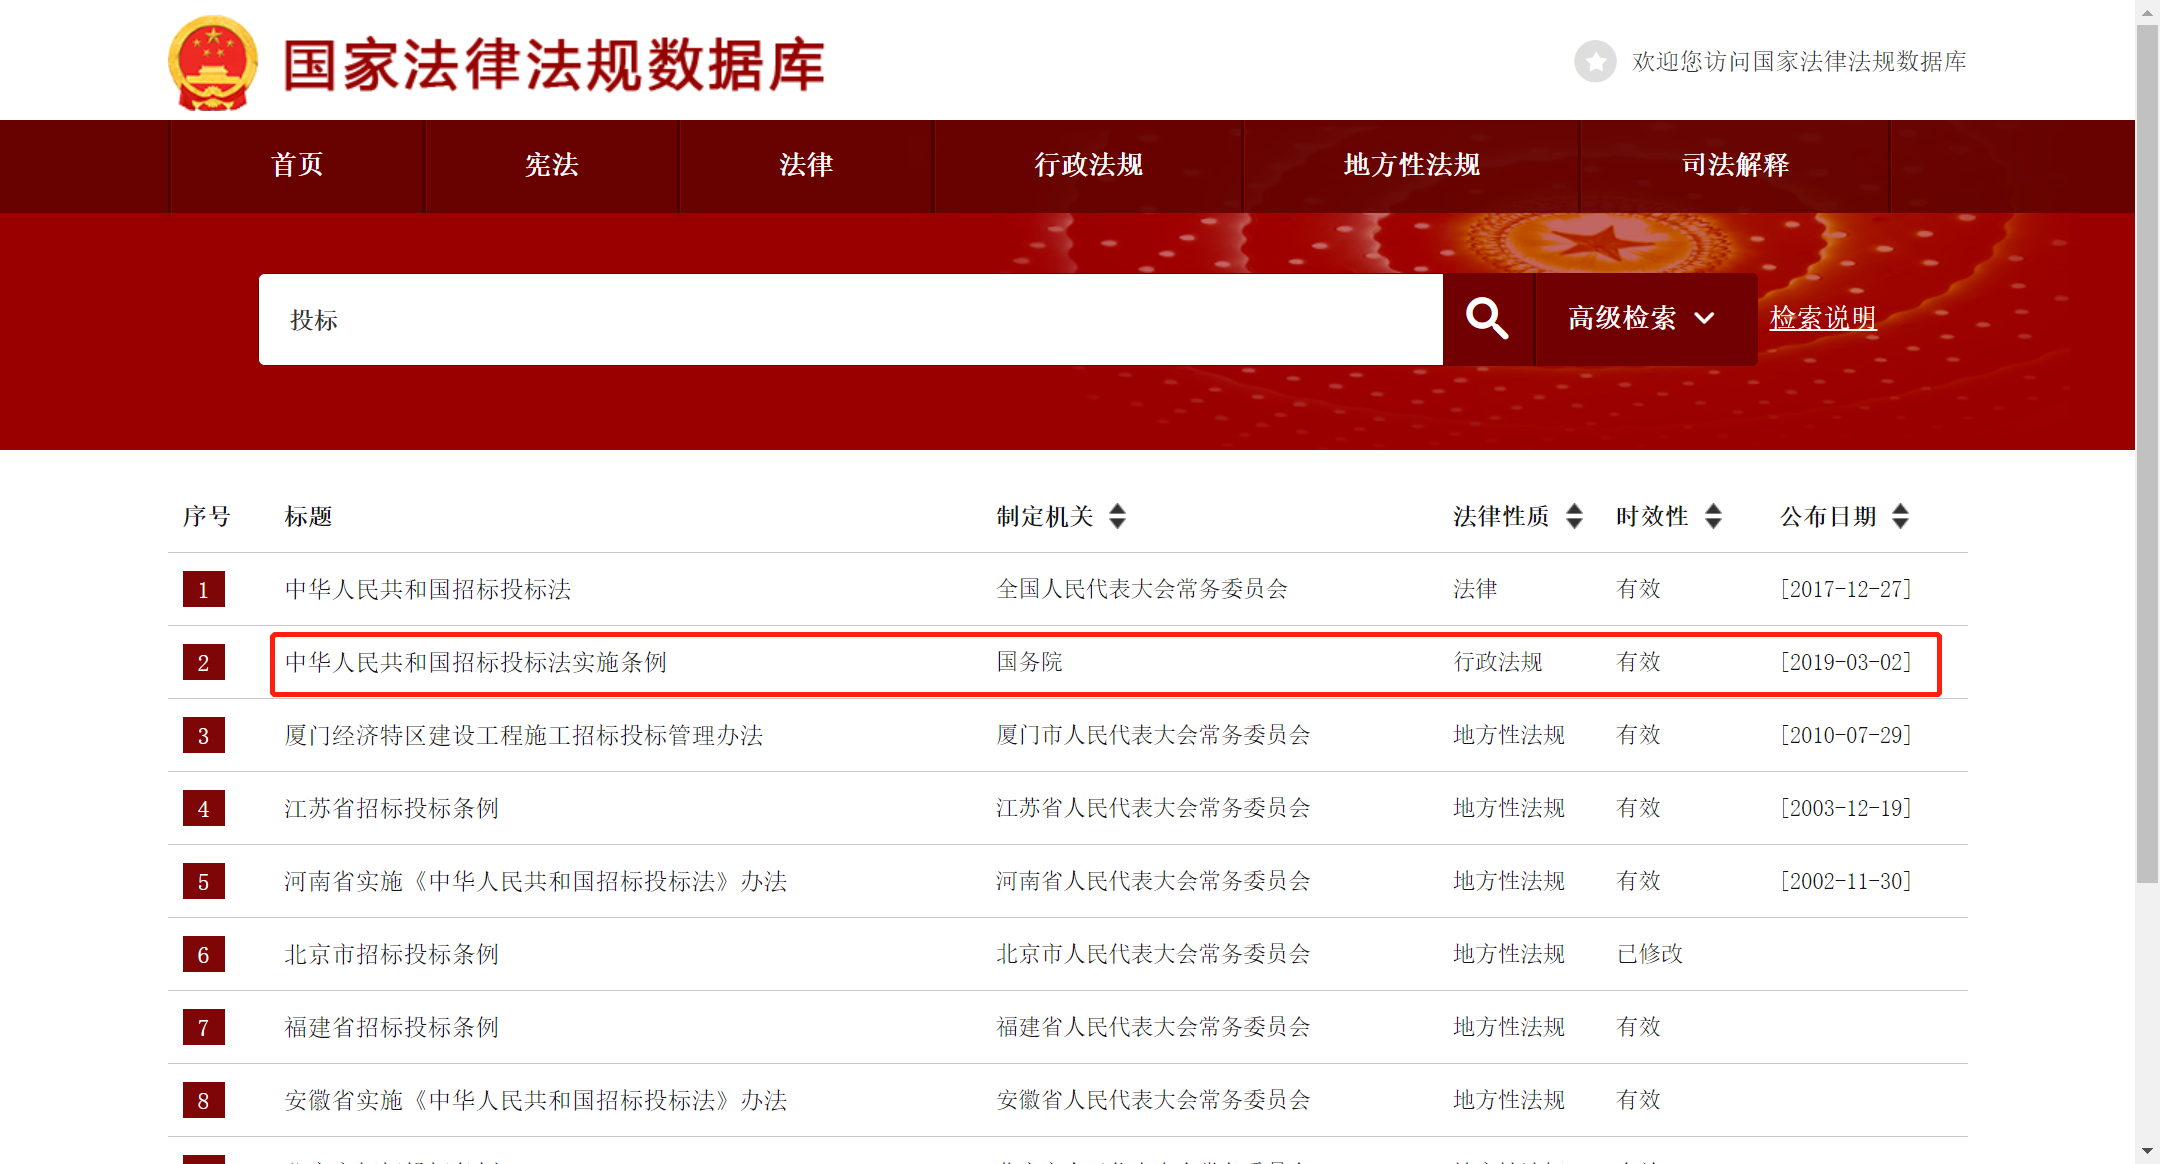 国家法律法规数据库
欢迎您访问国家法律法规数据库
首页 宪法 法律 行政法规 地方性法规 司法解释
投标 高级检索 检索说明
序号 标题 制定机关 法律性质 时效性 公布日期
1 中华人民共和国招标投标法 全国人民代表大会常务委员会 法律 有效 [2017-12-27]
2 中华人民共和国招标投标法实施条例 国务院 行政法规 有效 [2019-03-02]
3 厦门经济特区建设工程施工招标投标管理办法 厦门市人民代表大会常务委员会 地方性法规 有效 [2010-07-29]
4 江苏省招标投标条例 江苏省人民代表大会常务委员会 地方性法规 有效 [2003-12-19]
5 河南省实施《中华人民共和国招标投标法》办法 河南省人民代表大会常务委员会 地方性法规 有效 [2002-11-30]
6 北京市招标投标条例 北京市人民代表大会常务委员会 地方性法规 已修改
7 福建省招标投标条例 福建省人民代表大会常务委员会 地方性法规 有效
8 安徽省实施《中华人民共和国招标投标法》办法 安徽省人民代表大会常务委员会 地方性法规 有效